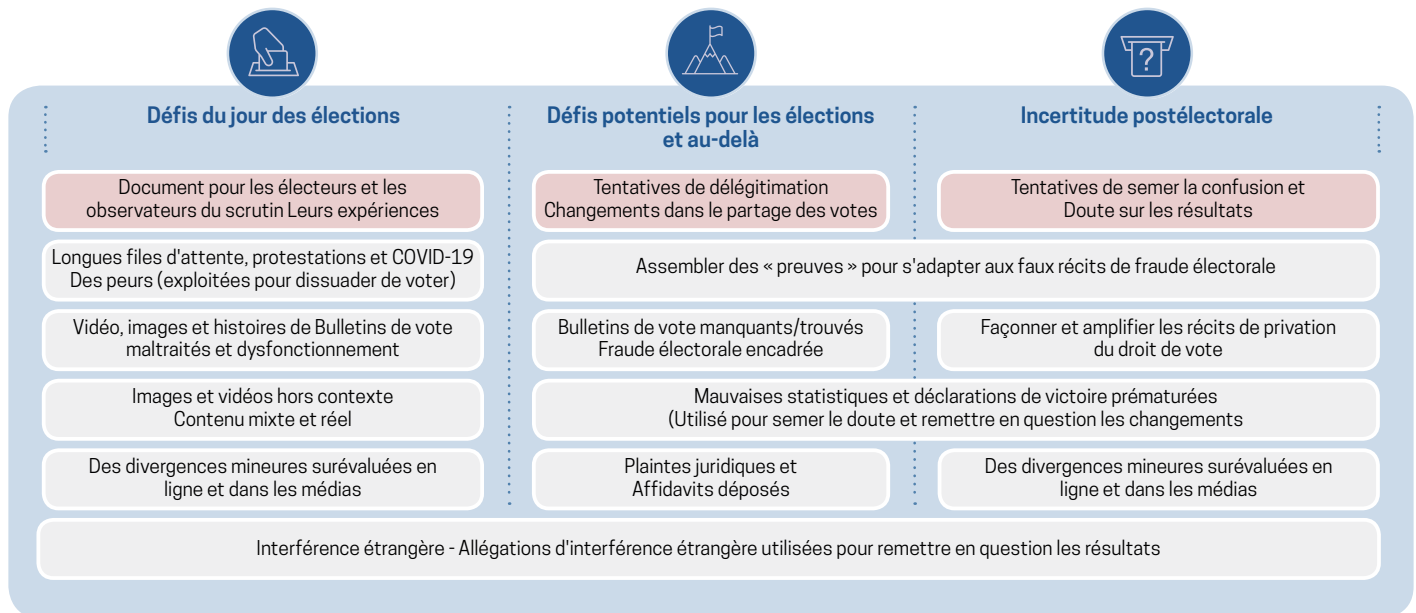 ?
Défis du jour des élections
Défis potentiels pour les élections
et au-delà
Incertitude postélectorale
Document pour les électeurs et les
observateurs du scrutin Leurs expériences
Tentatives de délégitimation
Changements dans le partage des votes
Tentatives de semer la confusion et
Doute sur les résultats
Longues files d'attente, protestations et COVID-19
Des peurs (exploitées pour dissuader de voter)
Assembler des « preuves » pour s'adapter aux faux récits de fraude électorale
Vidéo, images et histoires de Bulletins de vote
maltraités et dysfonctionnement
Bulletins de vote manquants/trouvés
Fraude électorale encadrée
Façonner et amplifier les récits de privation
du droit de vote
Images et vidéos hors contexte
Contenu mixte et réel
Mauvaises statistiques et déclarations de victoire prématurées
(Utilisé pour semer le doute et remettre en question les changements
Des divergences mineures surévaluées en
ligne et dans les médias
Plaintes juridiques et
Affidavits déposés
Des divergences mineures surévaluées en
ligne et dans les médias
Interférence étrangère - Allégations d'interférence étrangère utilisées pour remettre en question les résultats